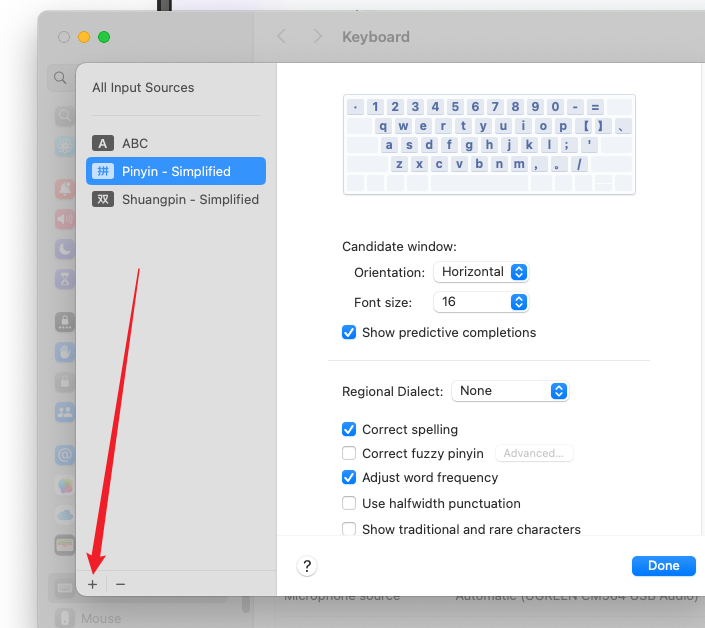 Keyboard
All Input Sources
A ABC
拼 Pinyin - Simplified
双 Shuangpin - Simplified
· 1 2 3 4 5 6 7 8 9 0 - =
q w e r t y u i o p 【 】 、
a s d f g h j k l ; '
z x c v b n m , 。 /
Candidate window:
Orientation: Horizontal
Font size: 16
Show predictive completions
Regional Dialect: None
Correct spelling
Correct fuzzy pinyin Advanced...
Adjust word frequency
Use halfwidth punctuation
Show traditional and rare characters
+ −
? Done
Microphone source Automatic (UGREEN CM564 USB Audio)
Mouse